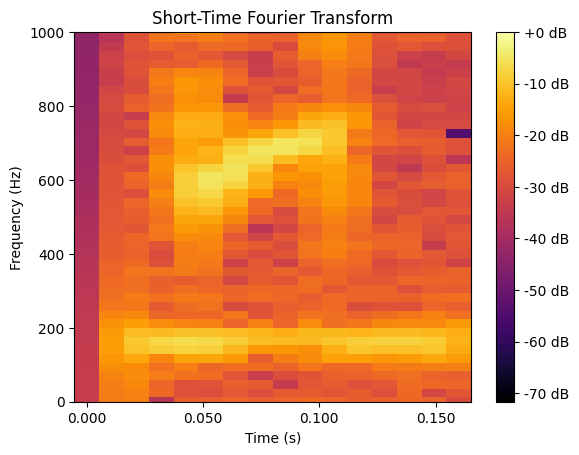 Short-Time Fourier Transform
1000
800
600
400
200
0
Frequency (Hz)
0.000
0.050
0.100
0.150
Time (s)
+0 dB
-10 dB
-20 dB
-30 dB
-40 dB
-50 dB
-60 dB
-70 dB